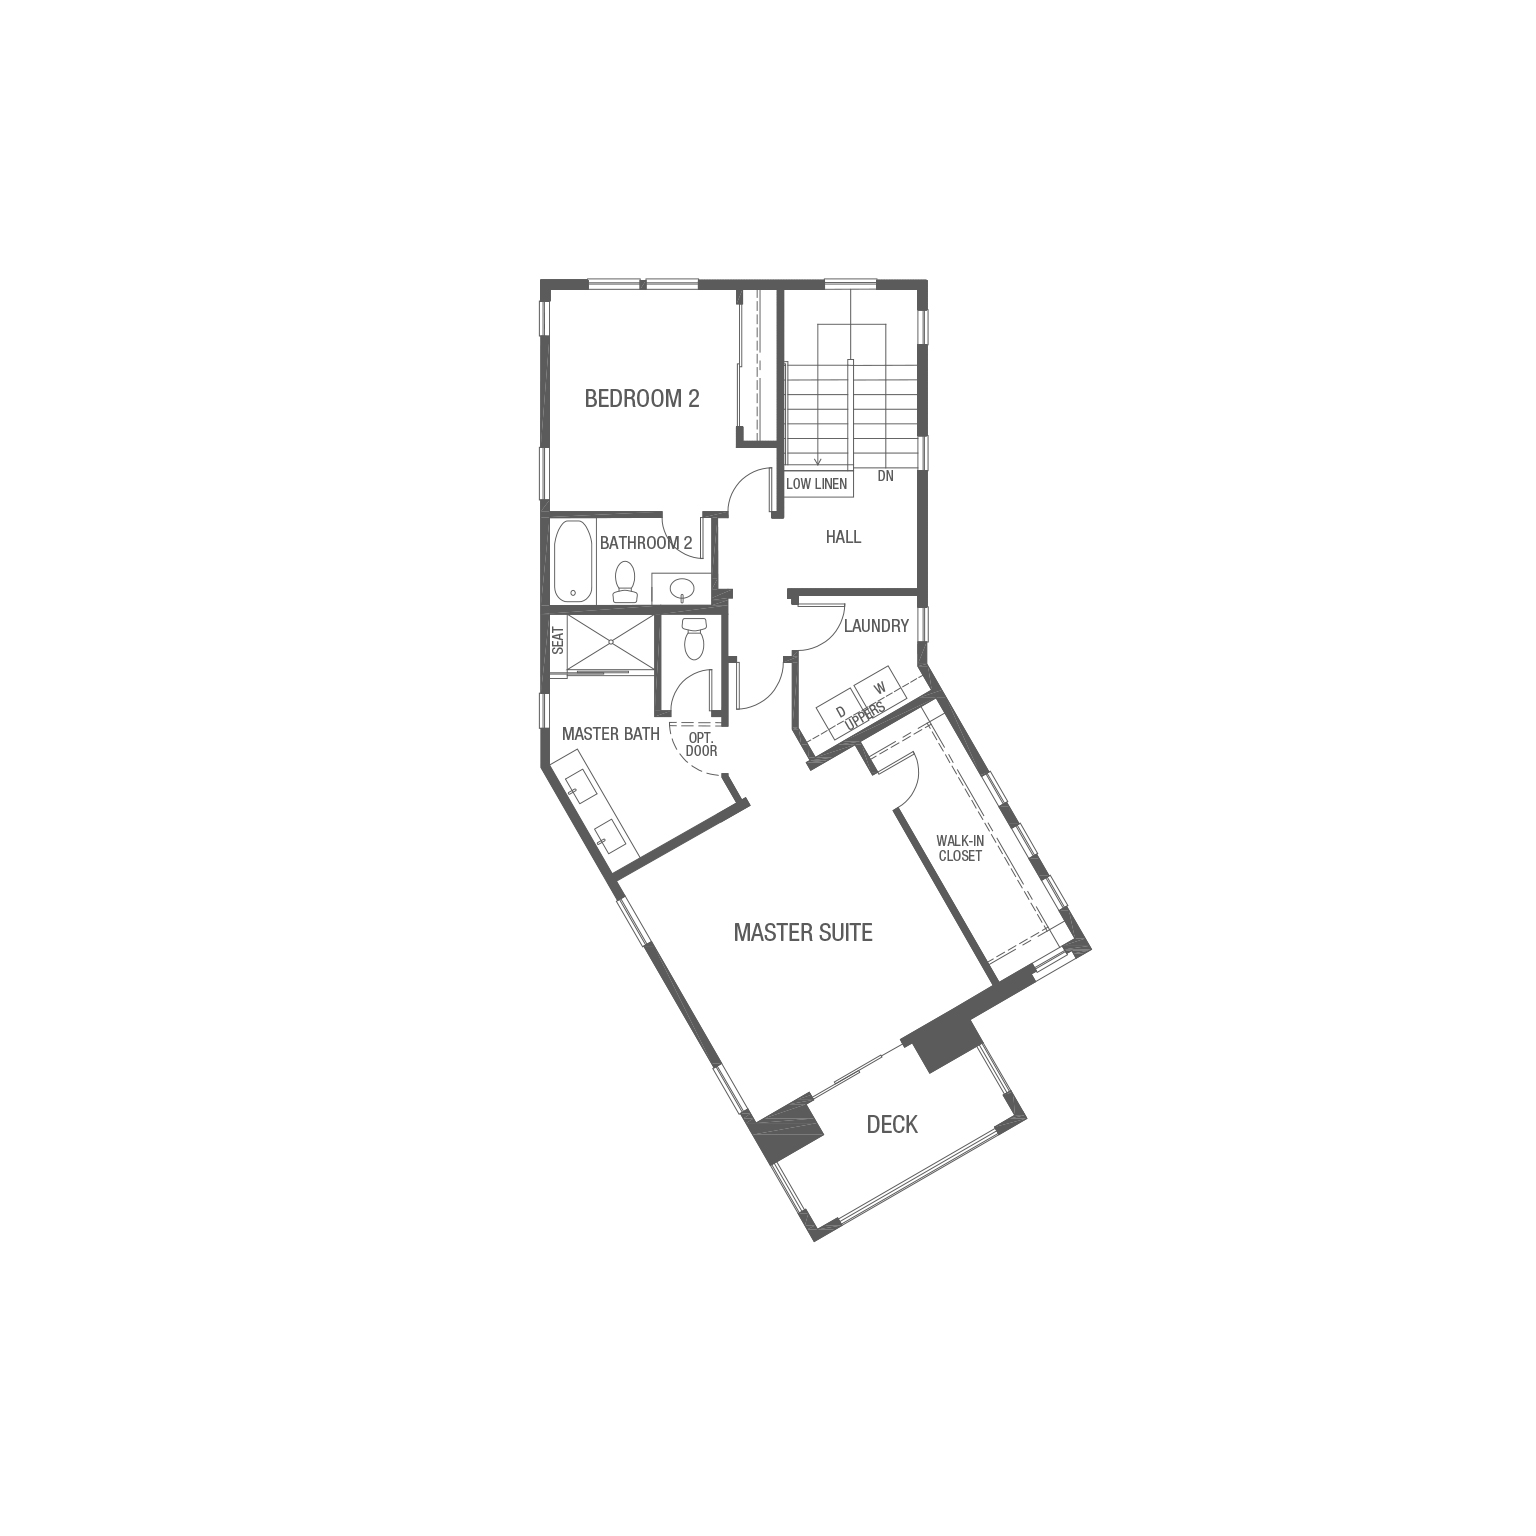 BEDROOM 2
DN
LOW LINEN
HALL
BATHROOM 2
LAUNDRY
SEAT
W
D
UPPERS
MASTER BATH
OPT.
DOOR
WALK-IN
CLOSET
MASTER SUITE
DECK